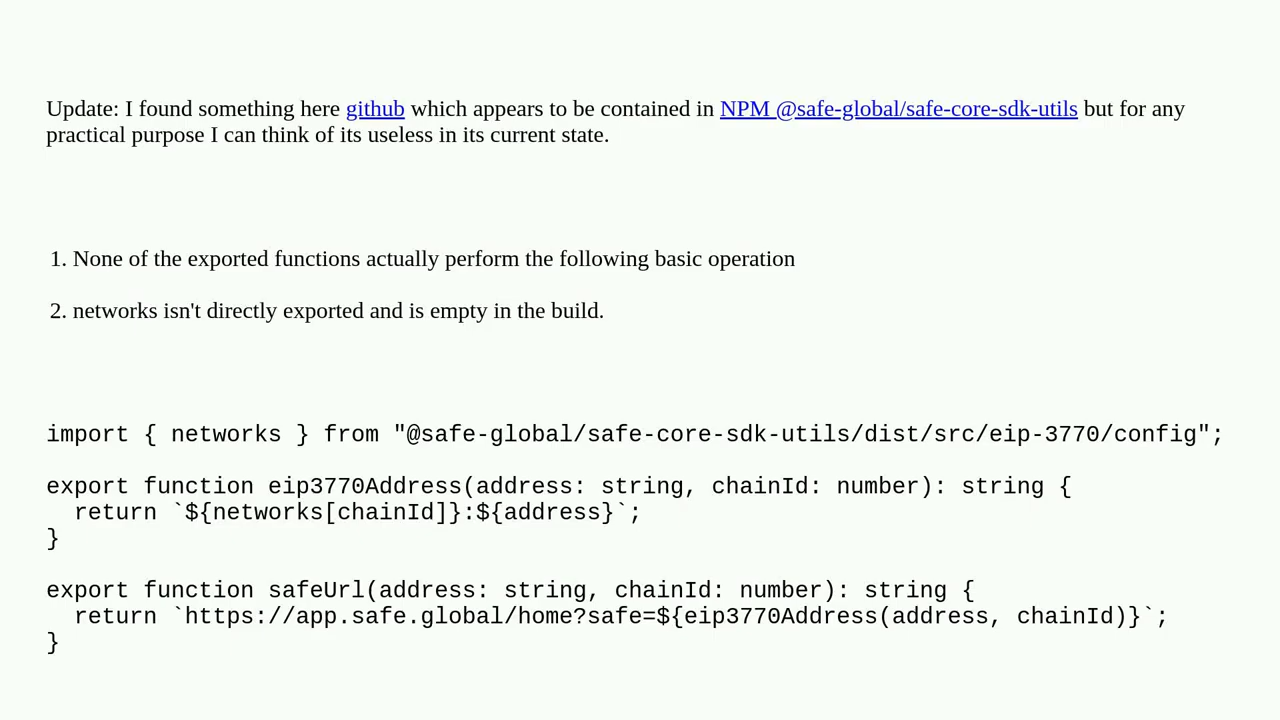 Update: I found something here github which appears to be contained in NPM @safe-global/safe-core-sdk-utils but for any
practical purpose I can think of its useless in its current state.
1. None of the exported functions actually perform the following basic operation
2. networks isn't directly exported and is empty in the build.
import { networks } from "@safe-global/safe-core-sdk-utils/dist/src/eip-3770/config";
export function eip3770Address(address: string, chainId: number): string {
  return `${networks[chainId]}:${address}`;
}
export function safeUrl(address: string, chainId: number): string {
  return `https://app.safe.global/home?safe=${eip3770Address(address, chainId)}`;
}